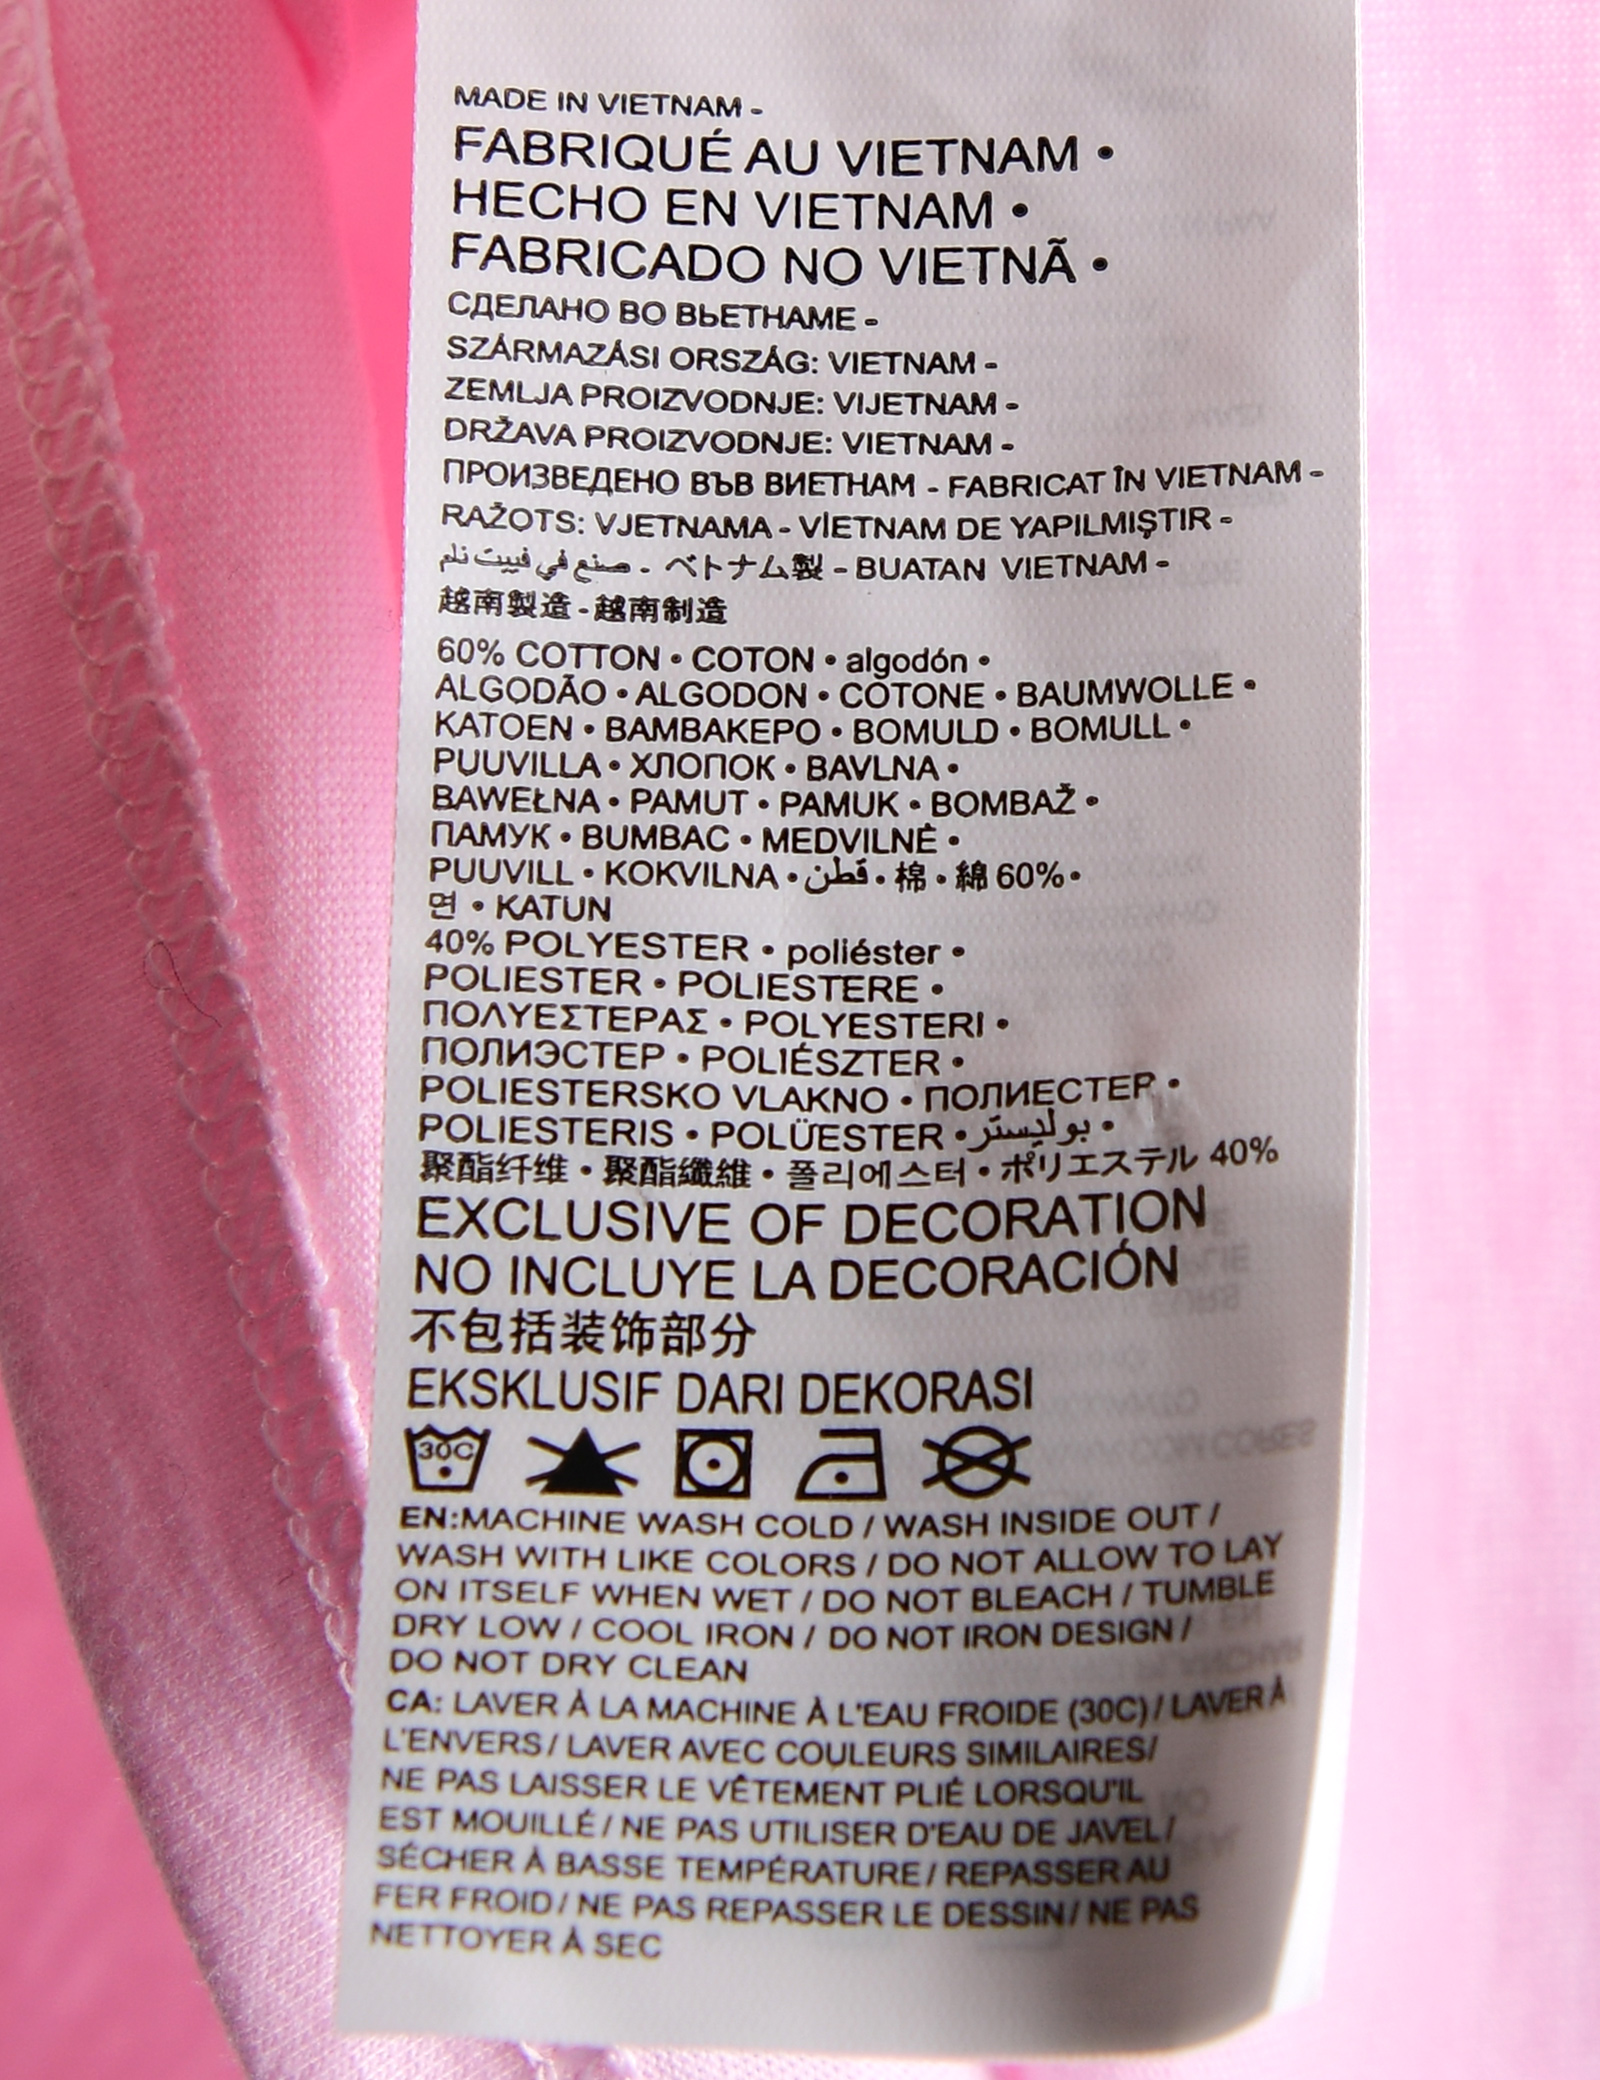 MADE IN VIETNAM -
FABRIQUÉ AU VIETNAM •
HECHO EN VIETNAM •
FABRICADO NO VIETNÃ •
СДЕЛАНО ВО ВЬЕТНАМЕ -
SZÁRMAZÁSI ORSZÁG: VIETNAM -
ZEMLJA PROIZVODNJE: VIJETNAM -
DRŽAVA PROIZVODNJE: VIETNAM -
ПРОИЗВЕДЕНО ВЪВ ВИЕТНАМ - FABRICAT ÎN VIETNAM -
RAŽOTS: VJETNAMA - VİETNAM DE YAPILMIŞTIR -
صنع في فييت نلم - ベトナム製 - BUATAN VIETNAM -
越南製造 - 越南制造
60% COTTON • COTON • algodón •
ALGODÃO • ALGODON • COTONE • BAUMWOLLE •
KATOEN • ΒΑΜΒΑΚΕΡΟ • BOMULD • BOMULL •
PUUVILLA • ХЛОПОК • BAVLNA •
BAWEŁNA • PAMUT • PAMUK • BOMBAŽ •
ПАМУК • BUMBAC • MEDVILNĖ •
PUUVILL • KOKVILNA • قطن • 棉 • 綿 60% •
면 • KATUN
40% POLYESTER • poliéster •
POLIESTER • POLIESTERE •
ΠΟΛΥΕΣΤΕΡΑΣ • POLYESTERI •
ПОЛИЭСТЕР • POLIÉSZTER •
POLIESTERSKO VLAKNO • ПОЛИЕСТЕР •
POLIESTERIS • POLÜESTER • بوليستر •
聚酯纤维 • 聚酯纖維 • 폴리에스터 • ポリエステル 40%
EXCLUSIVE OF DECORATION
NO INCLUYE LA DECORACIÓN
不包括装饰部分
EKSKLUSIF DARI DEKORASI
30C
EN:MACHINE WASH COLD / WASH INSIDE OUT /
WASH WITH LIKE COLORS / DO NOT ALLOW TO LAY
ON ITSELF WHEN WET / DO NOT BLEACH / TUMBLE
DRY LOW / COOL IRON / DO NOT IRON DESIGN /
DO NOT DRY CLEAN
CA: LAVER À LA MACHINE À L'EAU FROIDE (30C) / LAVER À
L'ENVERS / LAVER AVEC COULEURS SIMILAIRES/
NE PAS LAISSER LE VÊTEMENT PLIÉ LORSQU'IL
EST MOUILLÉ / NE PAS UTILISER D'EAU DE JAVEL /
SÉCHER À BASSE TEMPÉRATURE / REPASSER AU
FER FROID / NE PAS REPASSER LE DESSIN / NE PAS
NETTOYER À SEC